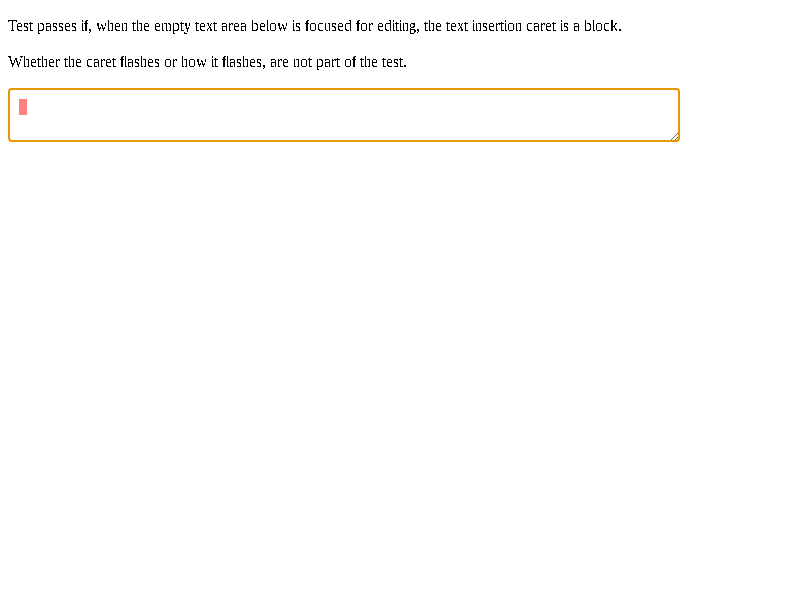 Test passes if, when the empty text area below is focused for editing, the text insertion caret is a block.
Whether the caret flashes or how it flashes, are not part of the test.